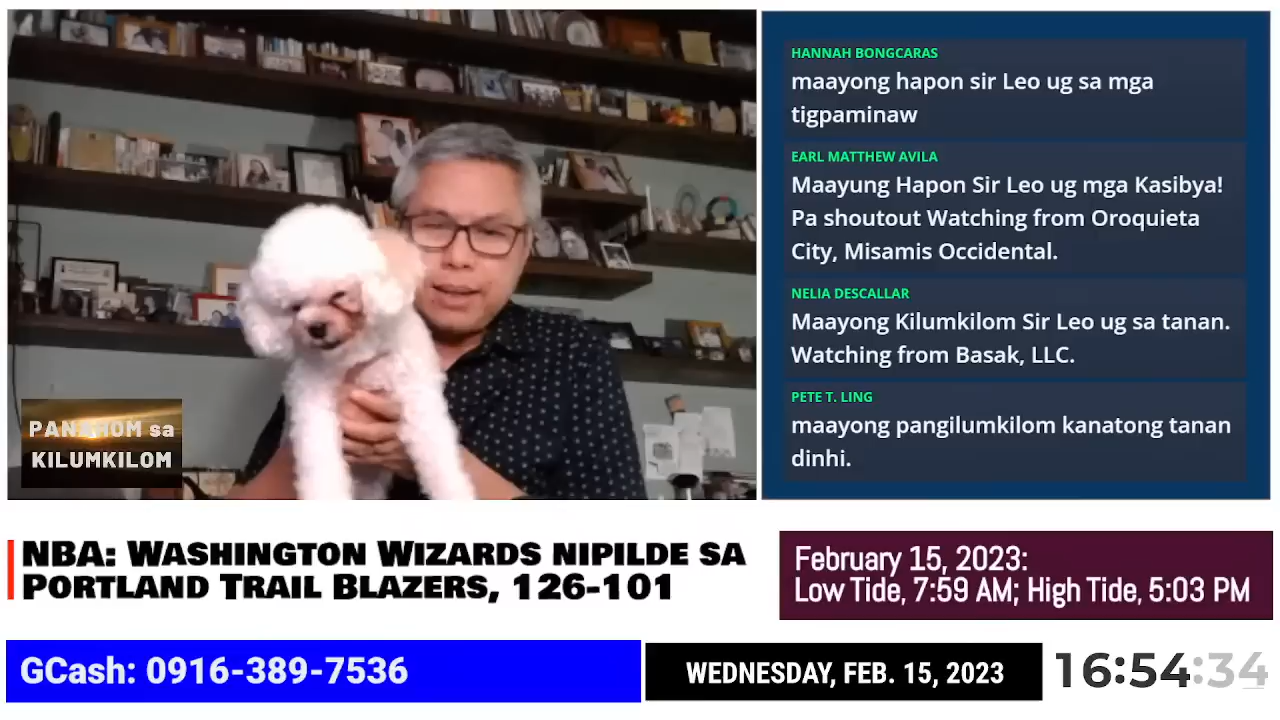 PANAHOM sa
KILUMKILOM
HANNAH BONGCARAS
maayong hapon sir Leo ug sa mga
tigpaminaw
EARL MATTHEW AVILA
Maayung Hapon Sir Leo ug mga Kasibya!
Pa shoutout Watching from Oroquieta
City, Misamis Occidental.
NELIA DESCALLAR
Maayong Kilumkilom Sir Leo ug sa tanan.
Watching from Basak, LLC.
PETE T. LING
maayong pangilumkilom kanatong tanan
dinhi.
NBA: WASHINGTON WIZARDS NIPILDE SA
PORTLAND TRAIL BLAZERS, 126-101
February 15, 2023:
Low Tide, 7:59 AM; High Tide, 5:03 PM
GCash: 0916-389-7536
WEDNESDAY, FEB. 15, 2023
16:54:34